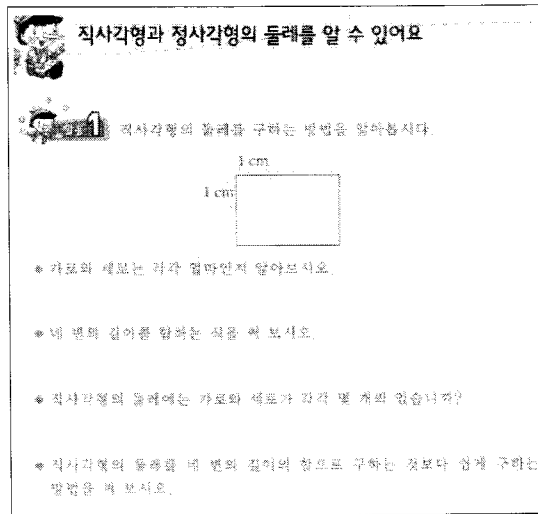 직사각형과 정사각형의 둘레를 알 수 있어요
1 직사각형의 둘레를 구하는 방법을 알아봅시다.
1 cm
1 cm
가로와 세로는 각각 얼마인지 알아보시오.
네 변의 길이를 합하는 식을 써 보시오.
직사각형의 둘레에는 가로와 세로가 각각 몇 개씩 있습니까?
직사각형의 둘레를 네 변의 길이의 합으로 구하는 것보다 쉽게 구하는
방법을 써 보시오.